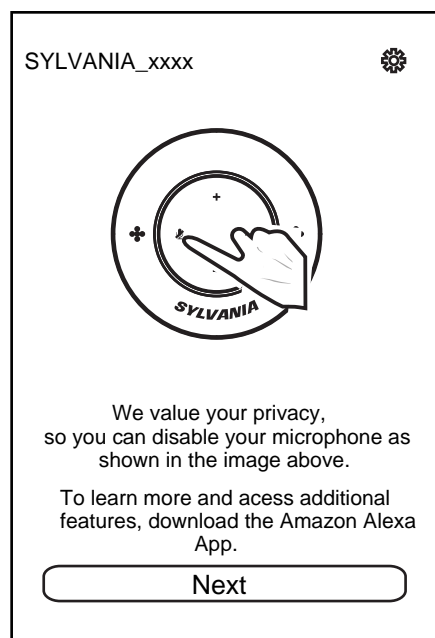 SYLVANIA_xxxx
SYLVANIA
We value your privacy,
so you can disable your microphone as
shown in the image above.
To learn more and acess additional
features, download the Amazon Alexa
App.
Next